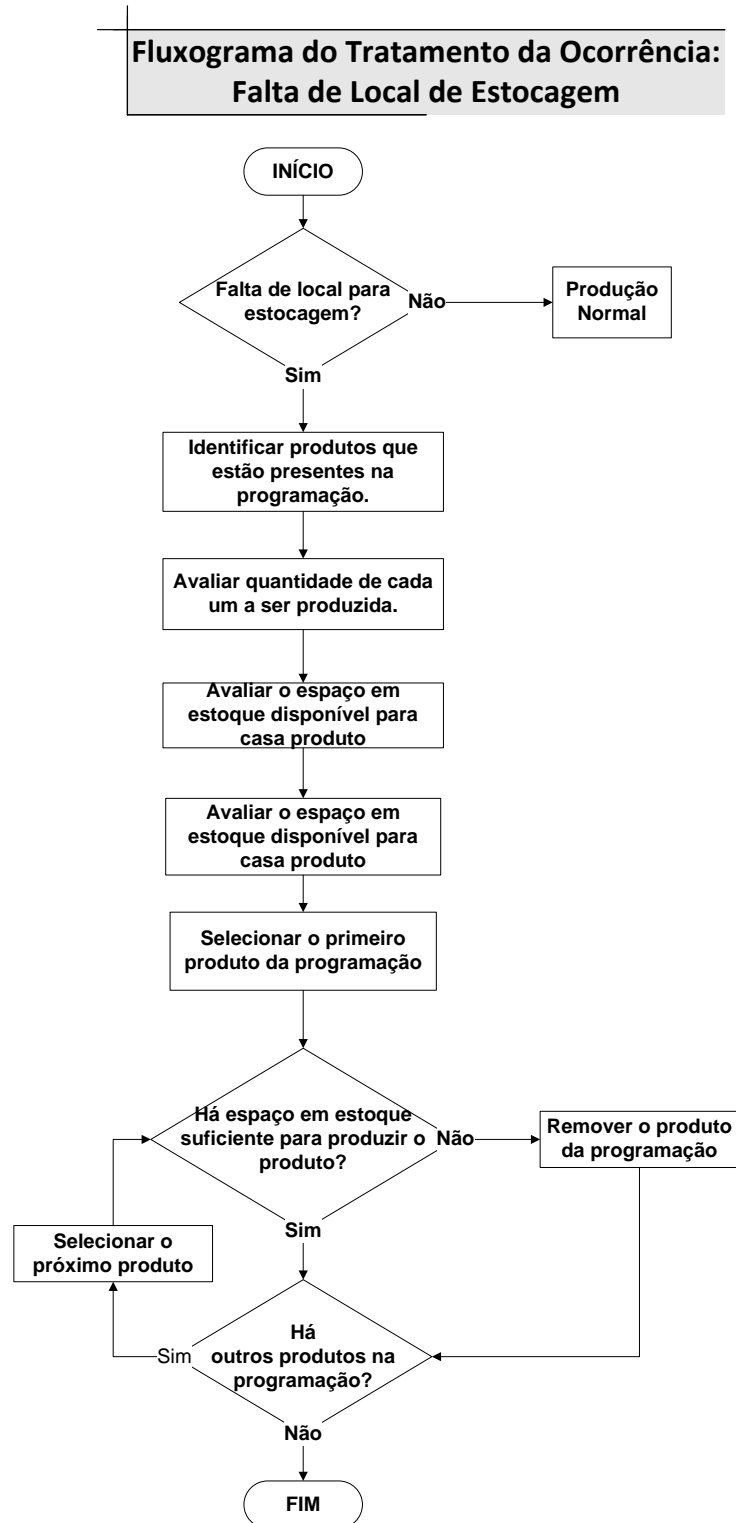 Fluxograma do Tratamento da Ocorrência:
Falta de Local de Estocagem
INÍCIO
Falta de local para
estocagem?
Não
Produção
Normal
Sim
Identificar produtos que
estão presentes na
programação.
Avaliar quantidade de cada
um a ser produzida.
Avaliar o espaço em
estoque disponível para
casa produto
Avaliar o espaço em
estoque disponível para
casa produto
Selecionar o primeiro
produto da programação
Há espaço em estoque
suficiente para produzir o
produto?
Não
Remover o produto
da programação
Sim
Selecionar o
próximo produto
Há
outros produtos na
programação?
Sim
Não
FIM